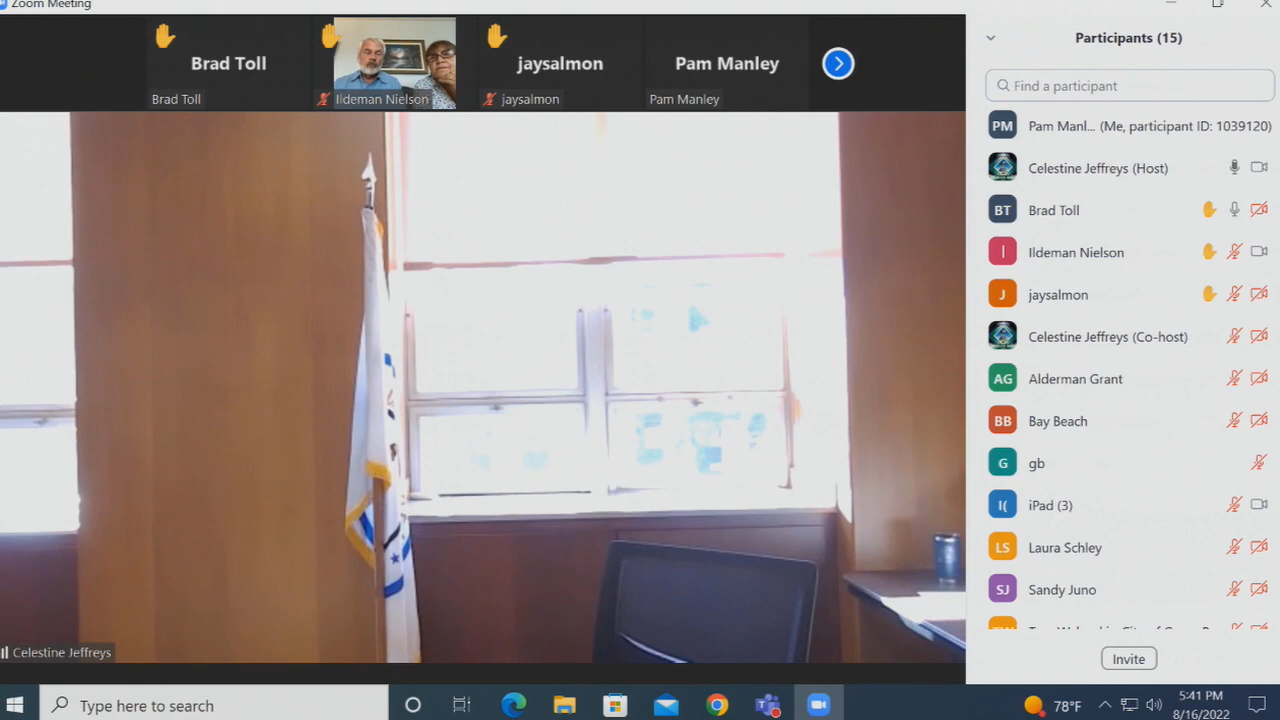 Zoom Meeting
Brad Toll
jaysalmon
Pam Manley
Brad Toll
Ildeman Nielson
jaysalmon
Pam Manley
Celestine Jeffreys
Participants (15)
Find a participant
PM Pam Manl... (Me, participant ID: 1039120)
Celestine Jeffreys (Host)
BT Brad Toll
I Ildeman Nielson
J jaysalmon
Celestine Jeffreys (Co-host)
AG Alderman Grant
BB Bay Beach
G gb
I( iPad (3)
LS Laura Schley
SJ Sandy Juno
Invite
Type here to search
78°F
5:41 PM
8/16/2022